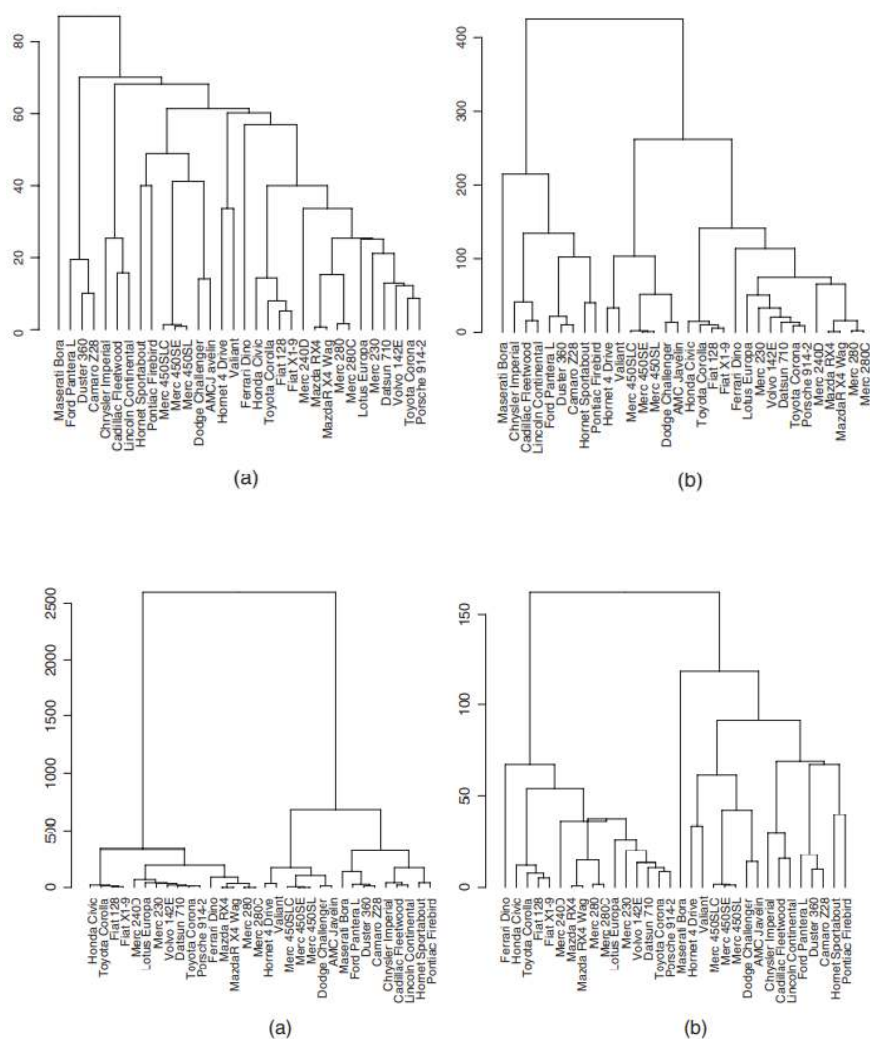 80
60
40
20
0
Maserati Bora
Ford Pantera L
Duster 360
Camaro Z28
Chrysler Imperial
Cadillac Fleetwood
Lincoln Continental
Hornet Sportabout
Pontiac Firebird
Merc 450SLC
Merc 450SE
Merc 450SL
Dodge Challenger
AMC Javelin
Hornet 4 Drive
Valiant
Ferrari Dino
Honda Civic
Toyota Corolla
Fiat 128
Fiat X1-9
Merc 240D
Mazda RX4
MazdaR X4 Wag
Merc 280
Merc 280C
Lotus Europa
Merc 230
Datsun 710
Volvo 142E
Toyota Corona
Porsche 914-2
(a)
400
300
200
100
0
Maserati Bora
Chrysler Imperial
Cadillac Fleetwood
Lincoln Continental
Ford Pantera L
Duster 360
Camaro Z28
Hornet Sportabout
Pontiac Firebird
Hornet 4 Drive
Valiant
Merc 450SLC
Merc 450SE
Merc 450SL
Dodge Challenger
AMC Javelin
Honda Civic
Toyota Corolla
Fiat 128
Fiat X1-9
Ferrari Dino
Lotus Europa
Merc 230
Volvo 142E
Datsun 710
Toyota Corona
Porsche 914-2
Merc 240D
Mazda RX4
MazdaR X4 Wag
Merc 280
Merc 280C
(b)
2500
2000
1500
1000
500
0
Honda Civic
Toyota Corolla
Fiat 128
Fiat X1-9
Merc 240D
Lotus Europa
Merc 230
Volvo 142E
Datsun 710
Toyota Corona
Porsche 914-2
Ferrari Dino
Mazda RX4
MazdaR X4 Wag
Merc 280
Merc 280C
Hornet 4 Drive
Valiant
Merc 450SLC
Merc 450SE
Merc 450SL
Dodge Challenger
AMC Javelin
Maserati Bora
Ford Pantera L
Duster 360
Camaro Z28
Chrysler Imperial
Cadillac Fleetwood
Lincoln Continental
Hornet Sportabout
Pontiac Firebird
(a)
150
100
50
0
Ferrari Dino
Honda Civic
Toyota Corolla
Fiat 128
Fiat X1-9
Merc 240D
Mazda RX4
Mazda RX4 Wag
Merc 280
Merc 280C
Lotus Europa
Merc 230
Volvo 142E
Datsun 710
Toyota Corona
Porsche 914-2
Maserati Bora
Hornet 4 Drive
Valiant
Merc 450SLC
Merc 450SE
Merc 450SL
Dodge Challenger
AMC Javelin
Chrysler Imperial
Cadillac Fleetwood
Lincoln Continental
Ford Pantera L
Duster 360
Camaro Z28
Hornet Sportabout
Pontiac Firebird
(b)